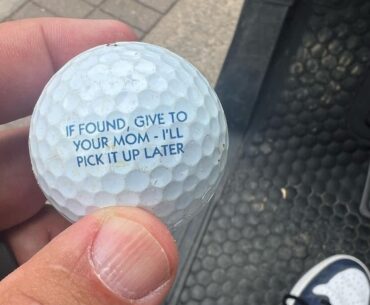 IF FOUND, GIVE TO
YOUR MOM - I'LL
PICK IT UP LATER